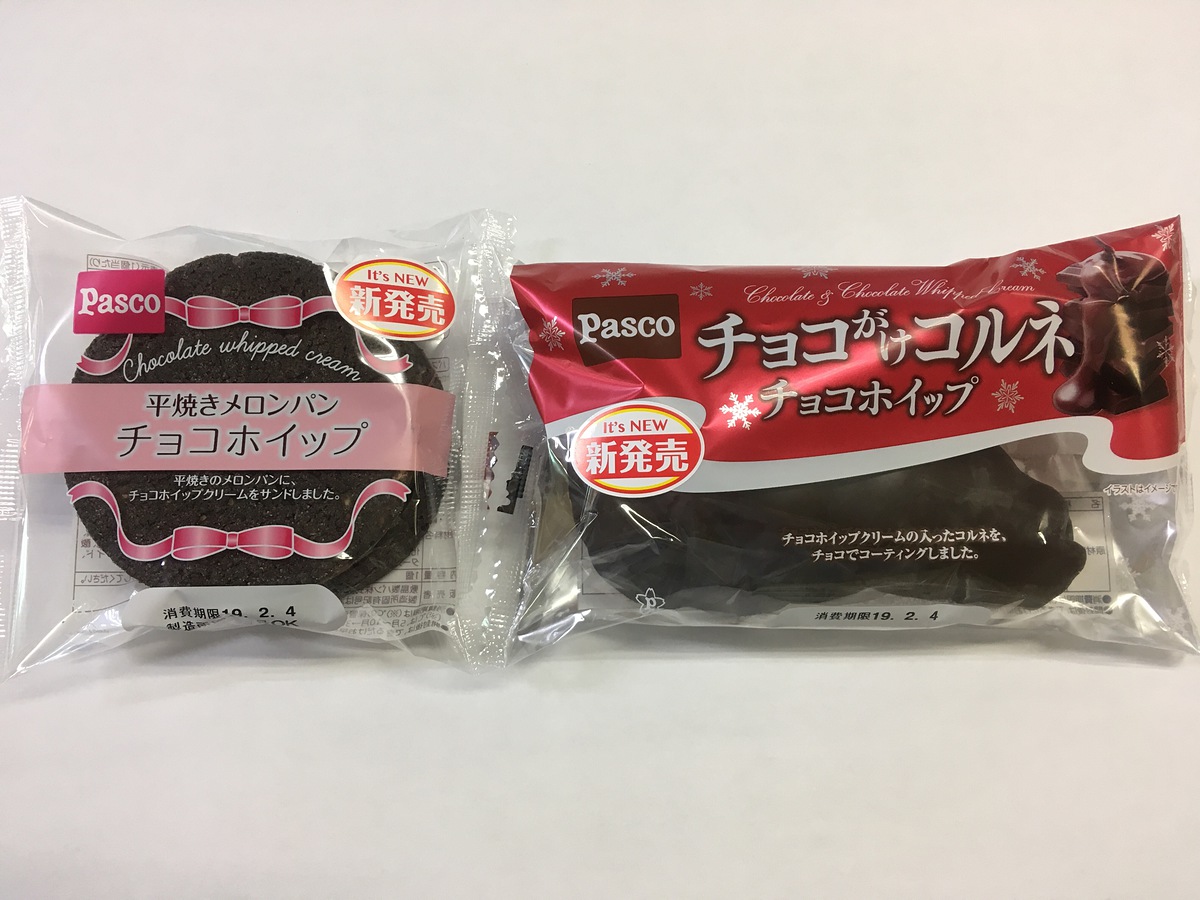 Pasco
It's NEW
新発売
Chocolate whipped cream
平焼きメロンパン
チョコホイップ
平焼きのメロンパンに、
チョコホイップクリームをサンドしました。
消費期限19. 2. 4
Chocolate & Chocolate Whipped Cream
Pasco
チョコがけコルネ
チョコホイップ
It's NEW
新発売
イラストはイメージ
チョコホイップクリームの入ったコルネを、
チョコでコーティングしました。
消費期限19. 2. 4